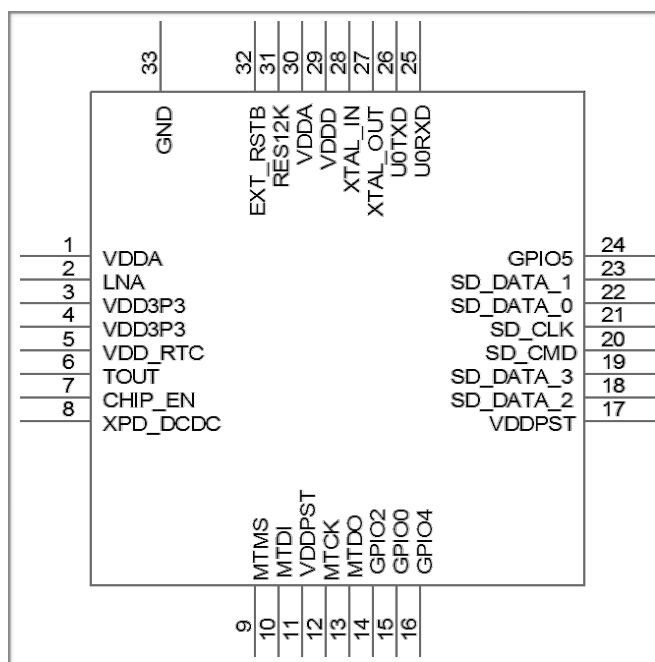 33
32
31
30
29
28
27
26
25
GND
EXT_RSTB
RES12K
VDDA
VDDD
XTAL_IN
XTAL_OUT
U0TXD
U0RXD
1 VDDA
2 LNA
3 VDD3P3
4 VDD3P3
5 VDD_RTC
6 TOUT
7 CHIP_EN
8 XPD_DCDC
GPIO5 24
SD_DATA_1 23
SD_DATA_0 22
SD_CLK 21
SD_CMD 20
SD_DATA_3 19
SD_DATA_2 18
VDDPST 17
MTMS
MTDI
VDDPST
MTCK
MTDO
GPIO2
GPIO0
GPIO4
9
10
11
12
13
14
15
16